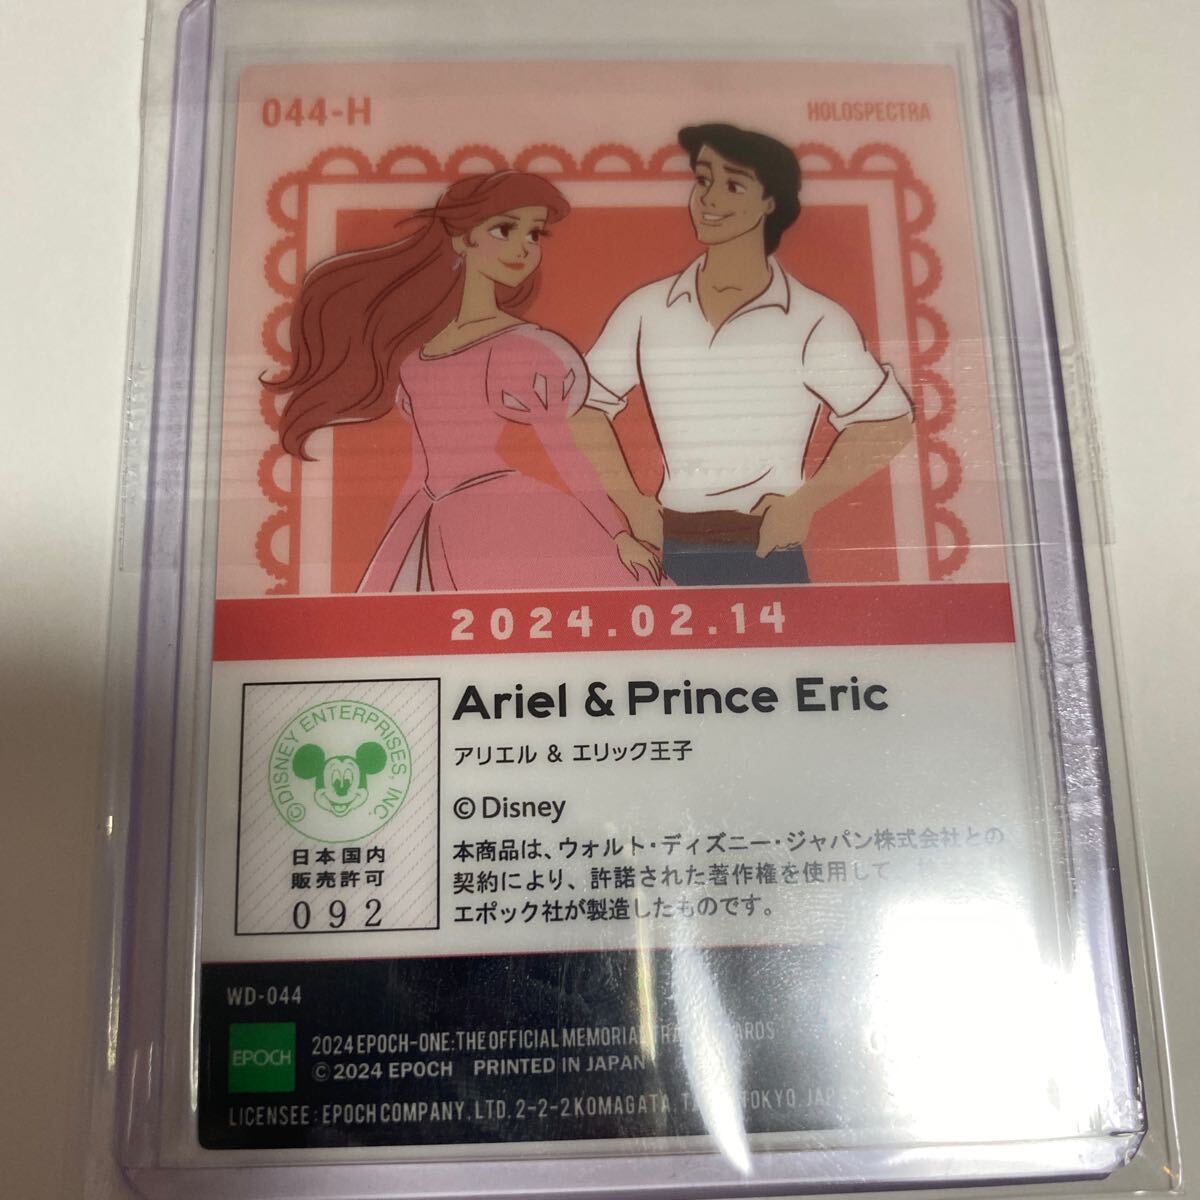 044-H
HOLOSPECTRA
2024.02.14
Ariel & Prince Eric
アリエル & エリック王子
©DISNEY ENTERPRISES, INC.
日本国内
販売許可
092
©Disney
本商品は、ウォルト・ディズニー・ジャパン株式会社との
契約により、許諾された著作権を使用して
エポック社が製造したものです。
WD-044
EPOCH
2024 EPOCH-ONE:THE OFFICIAL MEMORIAL
© 2024 EPOCH PRINTED IN JAPAN
LICENSEE : EPOCH COMPANY, LTD. 2-2-2 KOMAGATA,